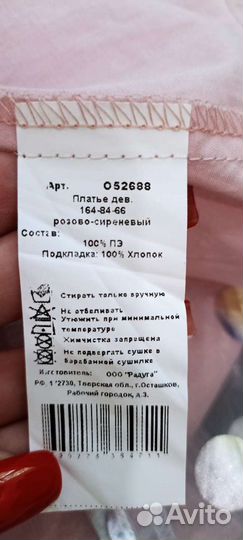 Арт. 052688
Платье дев.
164-84-66
розово-сиреневый
Состав:
100% ПЭ
Подкладка: 100% Хлопок
Стирать только вручную
Не отбеливать
Утюжить при минимальной
температуре
Химчистка запрещена
Не подвергать сушке в
барабанной сушилке
Изготовитель: ООО "Радуга"
РФ, Тверская обл., г.Осташков,
Рабочий городок, д.3.
Avito